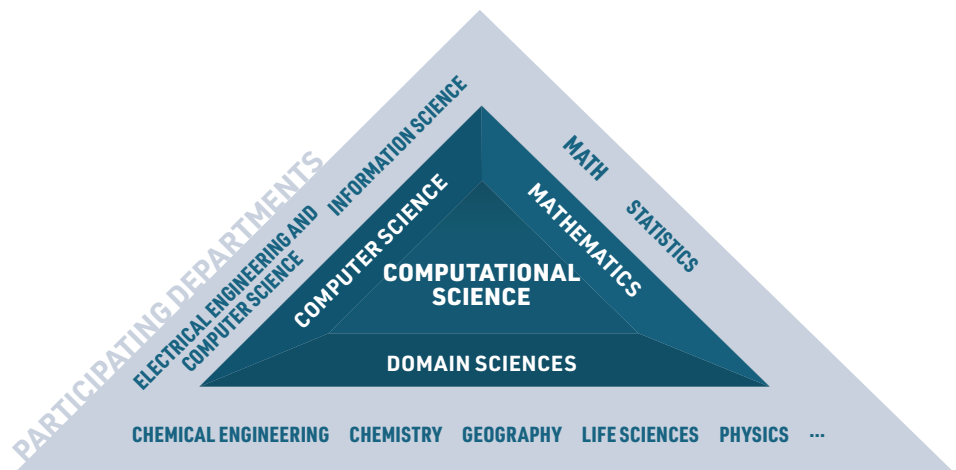 PARTICIPATING DEPARTMENTS
INFORMATION SCIENCE
ELECTRICAL ENGINEERING AND
COMPUTER SCIENCE
MATH
STATISTICS
COMPUTER SCIENCE
MATHEMATICS
COMPUTATIONAL
SCIENCE
DOMAIN SCIENCES
CHEMICAL ENGINEERING CHEMISTRY GEOGRAPHY LIFE SCIENCES PHYSICS ...